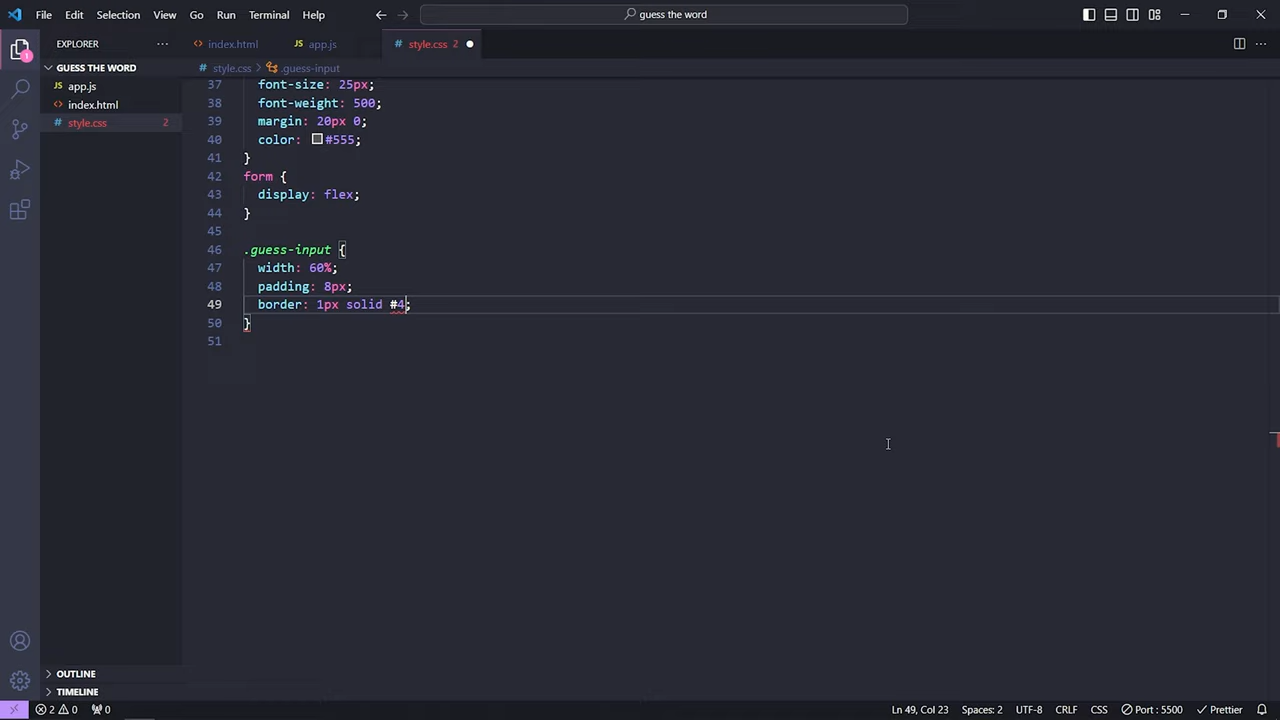 File Edit Selection View Go Run Terminal Help
guess the word
EXPLORER
index.html
app.js
style.css 2
GUESS THE WORD
style.css > .guess-input
app.js
index.html
style.css 2
37 font-size: 25px;
38 font-weight: 500;
39 margin: 20px 0;
40 color: #555;
41 }
42 form {
43 display: flex;
44 }
45
46 .guess-input {
47 width: 60%;
48 padding: 8px;
49 border: 1px solid #4;
50 }
51
1
OUTLINE
TIMELINE
2 0 0 Ln 49, Col 23 Spaces: 2 UTF-8 CRLF CSS Port : 5500 Prettier